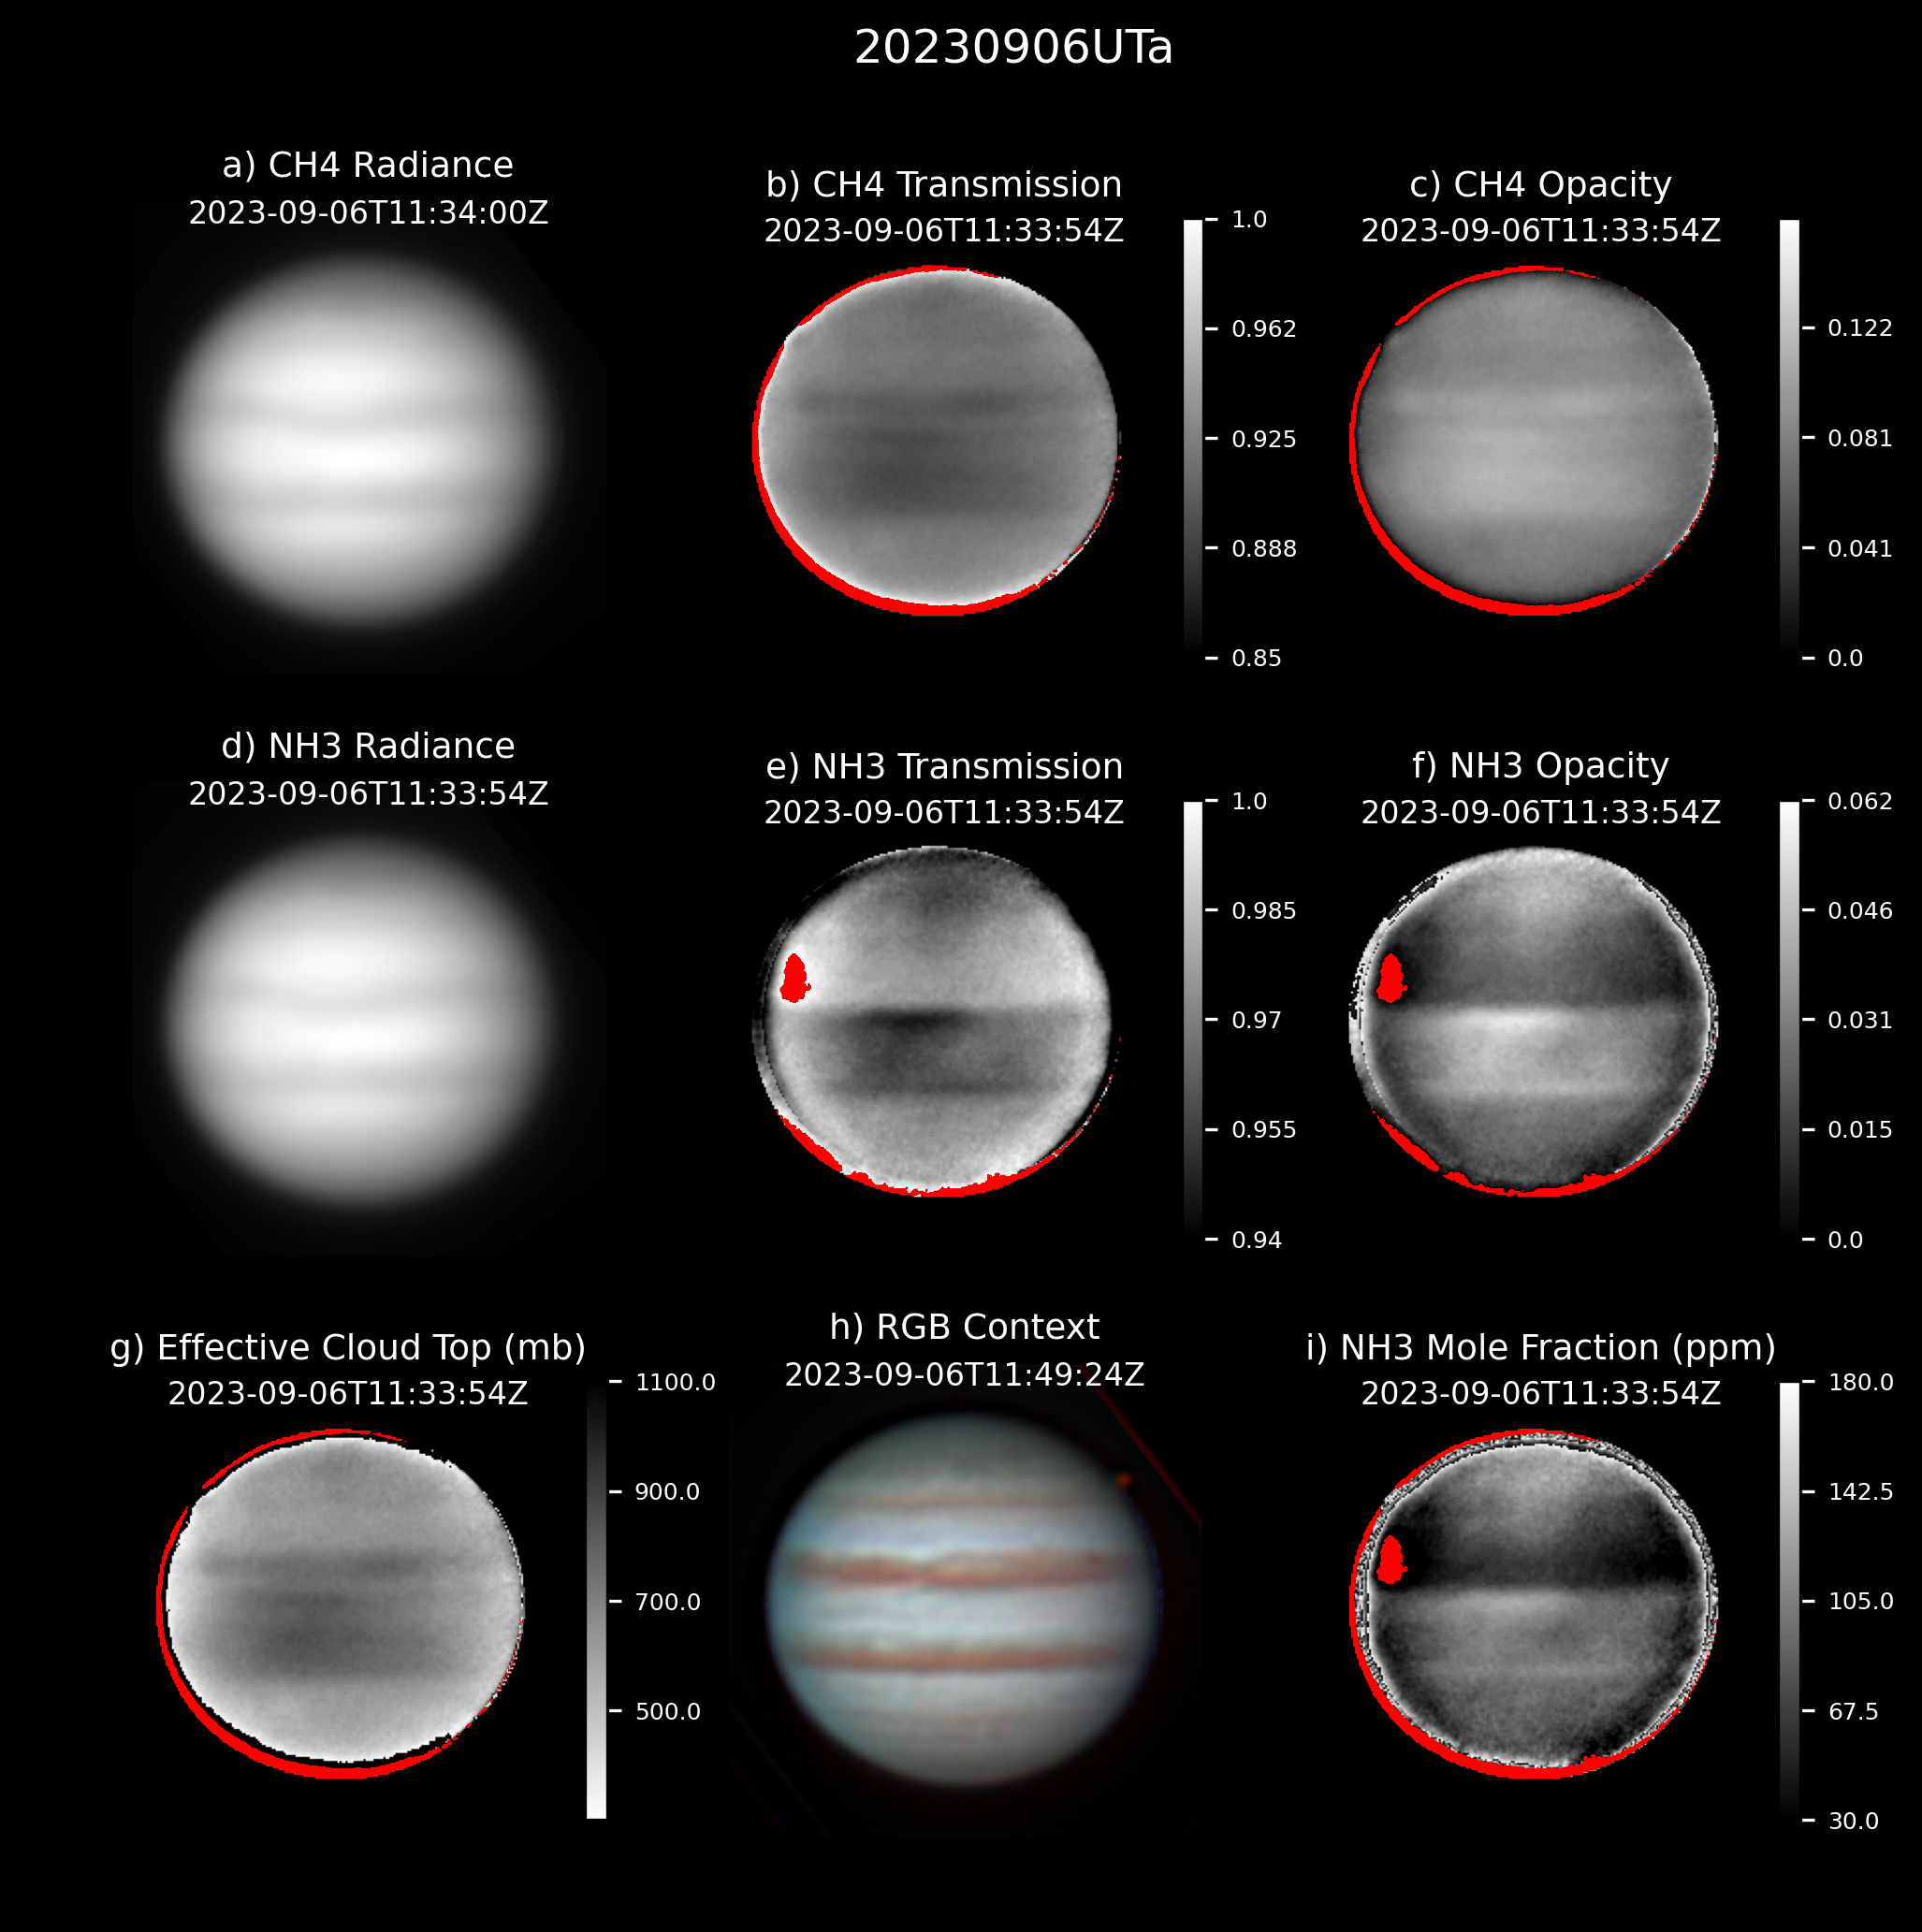 20230906UTa
a) CH4 Radiance
2023-09-06T11:34:00Z
b) CH4 Transmission
2023-09-06T11:33:54Z
1.0
0.962
0.925
0.888
0.85
c) CH4 Opacity
2023-09-06T11:33:54Z
0.122
0.081
0.041
0.0
d) NH3 Radiance
2023-09-06T11:33:54Z
e) NH3 Transmission
2023-09-06T11:33:54Z
1.0
0.985
0.97
0.955
0.94
f) NH3 Opacity
2023-09-06T11:33:54Z
0.062
0.046
0.031
0.015
0.0
g) Effective Cloud Top (mb)
2023-09-06T11:33:54Z
1100.0
900.0
700.0
500.0
h) RGB Context
2023-09-06T11:49:24Z
i) NH3 Mole Fraction (ppm)
2023-09-06T11:33:54Z
180.0
142.5
105.0
67.5
30.0